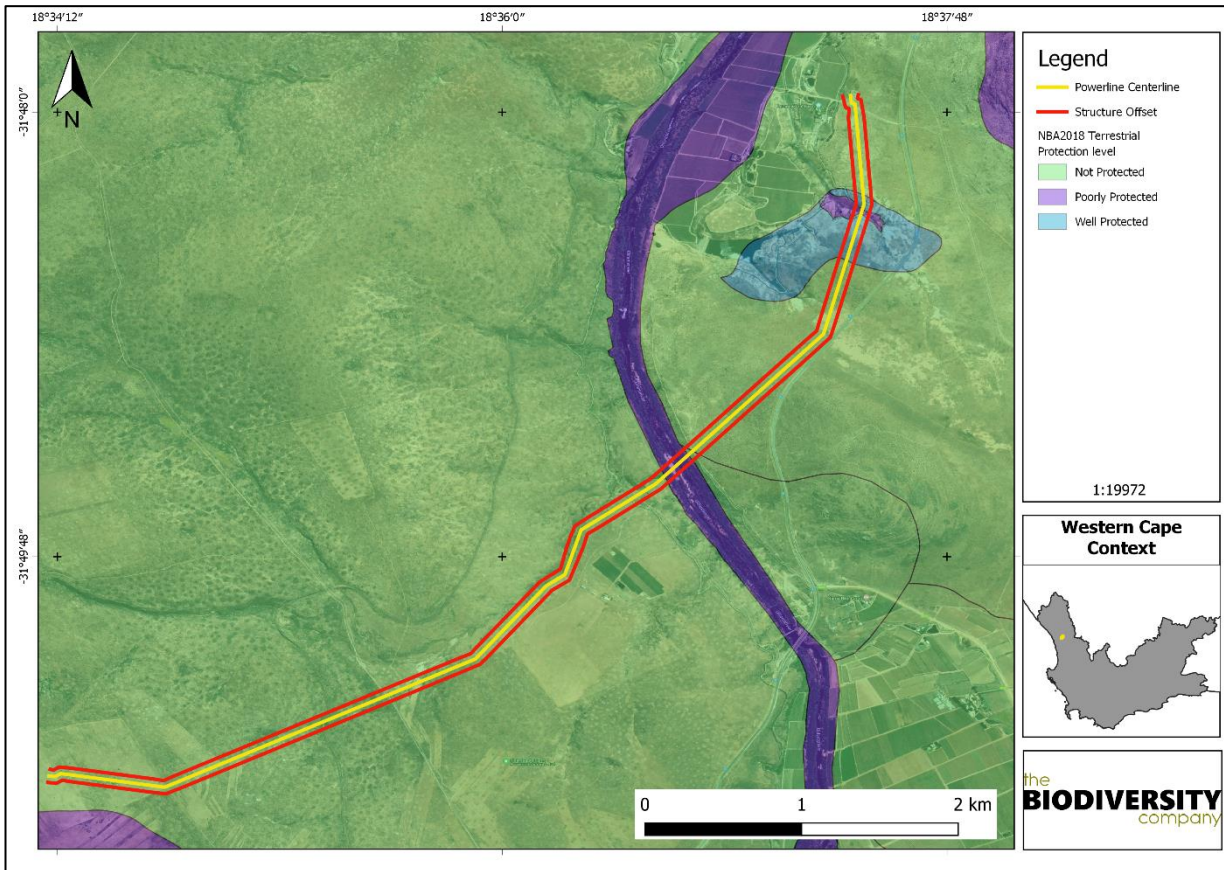 18°34′12″
18°36′0″
18°37′48″
-31°48′0″
-31°49′48″
N
0
1
2 km
Legend
Powerline Centerline
Structure Offset
NBA2018 Terrestrial
Protection level
Not Protected
Poorly Protected
Well Protected
1:19972
Western Cape
Context
the
BIODIVERSITY
company